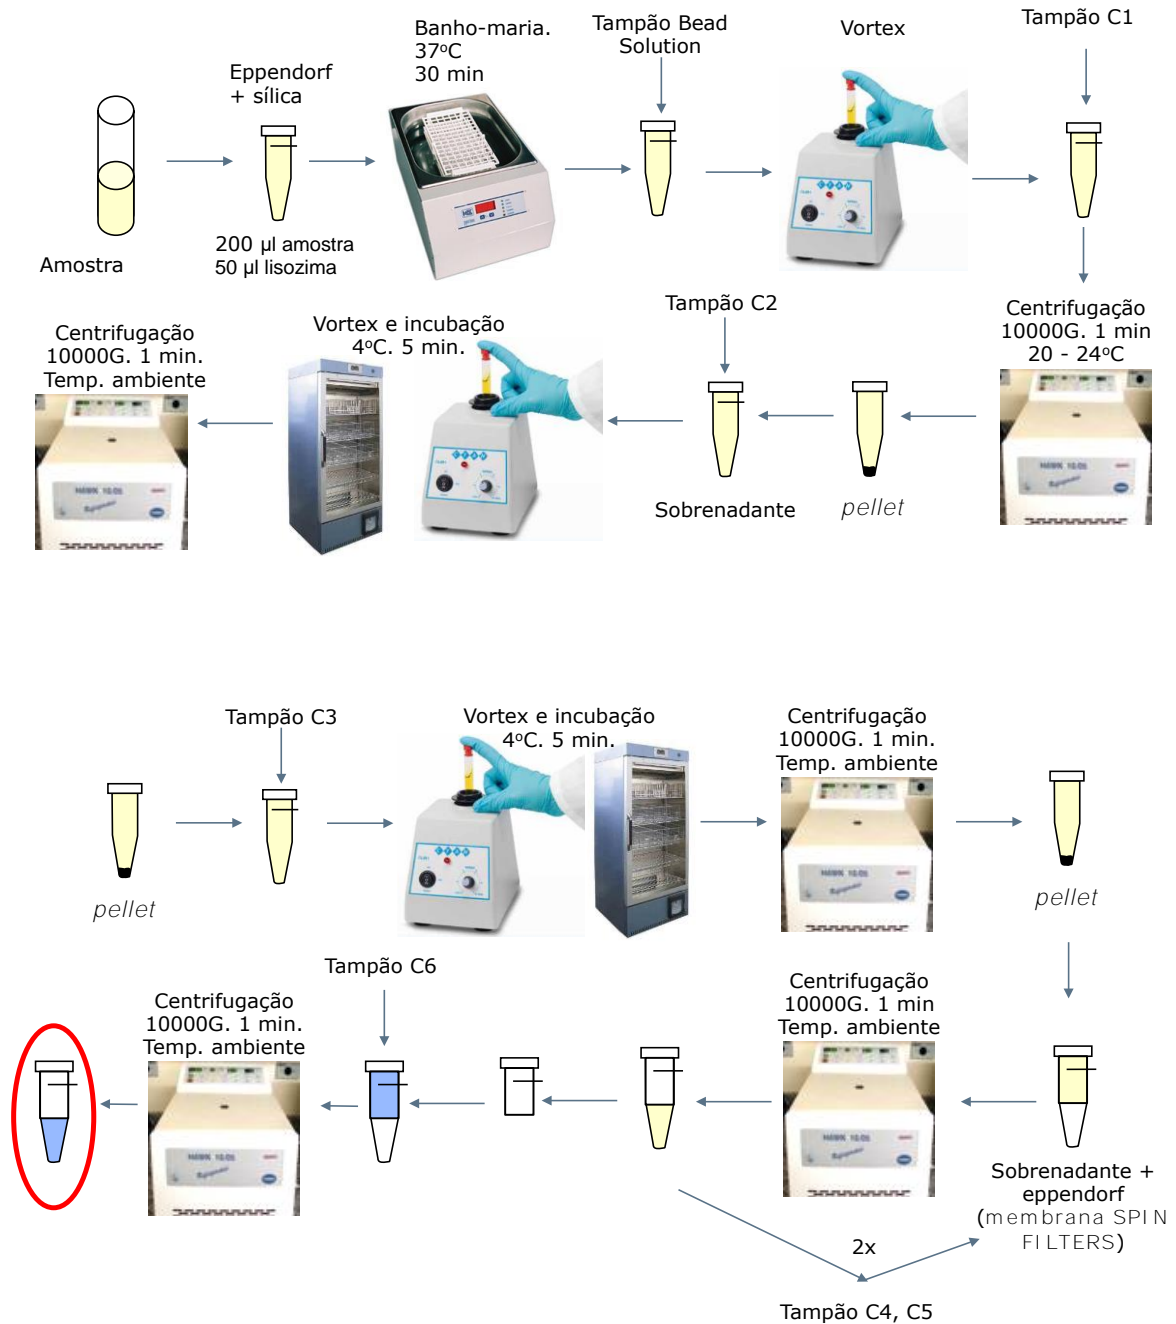 Tampão C1
Banho-maria.
37ºC
30 min
Tampão Bead
Solution
Vortex
Eppendorf
+ sílica
Amostra
200 µl amostra
50 µl lisozima
Centrifugação
10000G. 1 min
20 - 24ºC
pellet
Tampão C2
Sobrenadante
Vortex e incubação
4ºC. 5 min.
Centrifugação
10000G. 1 min.
Temp. ambiente
pellet
Tampão C3
Vortex e incubação
4ºC. 5 min.
Centrifugação
10000G. 1 min.
Temp. ambiente
pellet
Sobrenadante +
eppendorf
(membrana SPIN
FILTERS)
Centrifugação
10000G. 1 min
Temp. ambiente
2x
Tampão C4, C5
Tampão C6
Centrifugação
10000G. 1 min.
Temp. ambiente